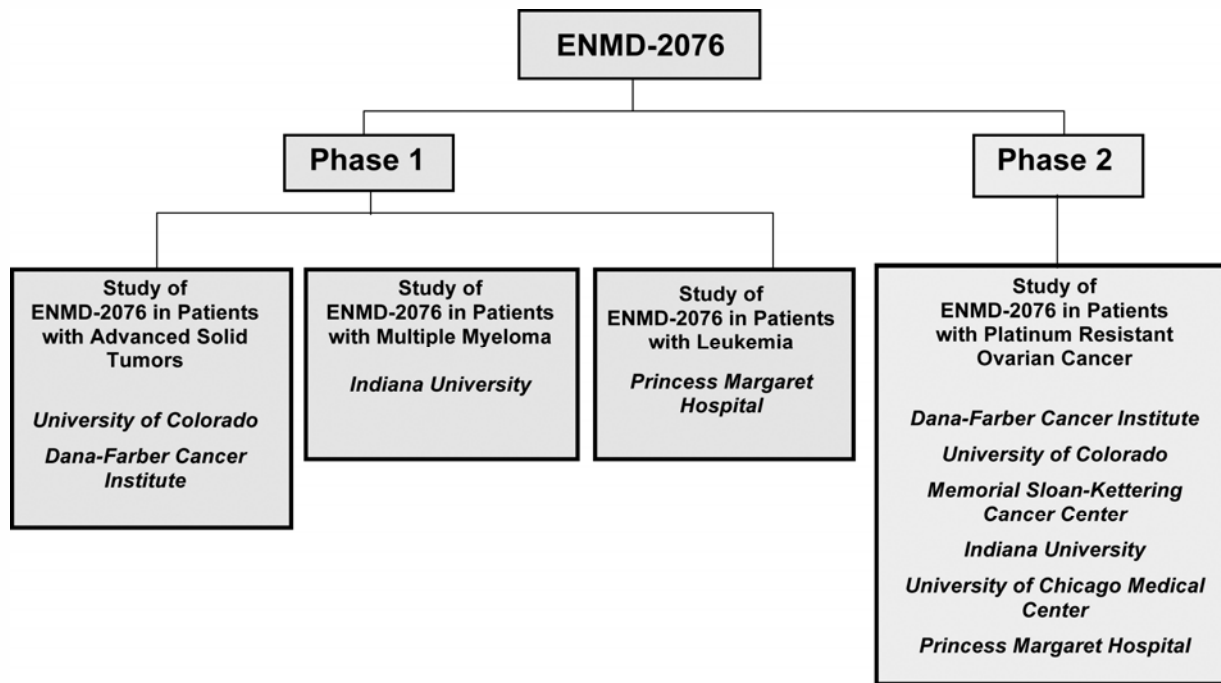 ENMD-2076
Phase 1
Phase 2
Study of
ENMD-2076 in Patients
with Advanced Solid
Tumors
University of Colorado
Dana-Farber Cancer
Institute
Study of
ENMD-2076 in Patients
with Multiple Myeloma
Indiana University
Study of
ENMD-2076 in Patients
with Leukemia
Princess Margaret
Hospital
Study of
ENMD-2076 in Patients
with Platinum Resistant
Ovarian Cancer
Dana-Farber Cancer Institute
University of Colorado
Memorial Sloan-Kettering
Cancer Center
Indiana University
University of Chicago Medical
Center
Princess Margaret Hospital